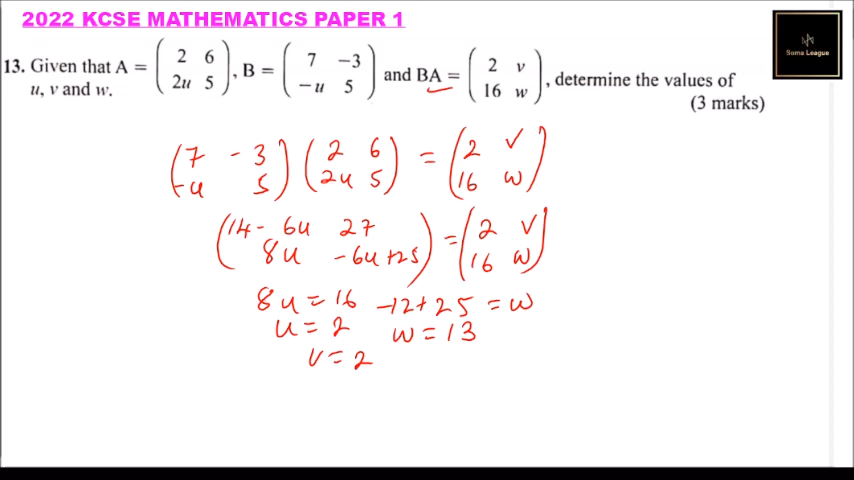 2022 KCSE MATHEMATICS PAPER 1
Soma League
13. Given that A = ( 2 6 ; 2u 5 ), B = ( 7 −3 ; −u 5 ) and BA = ( 2 v ; 16 w ), determine the values of
u, v and w. (3 marks)
( 7 - 3 ; -u 5 ) ( 2 6 ; 2u 5 ) = ( 2 v ; 16 w )
( 14- 6u 27 ; 8u -6u+25 ) = ( 2 v ; 16 w )
8u = 16 -12+25 = w
u = 2 w = 13
v = 2